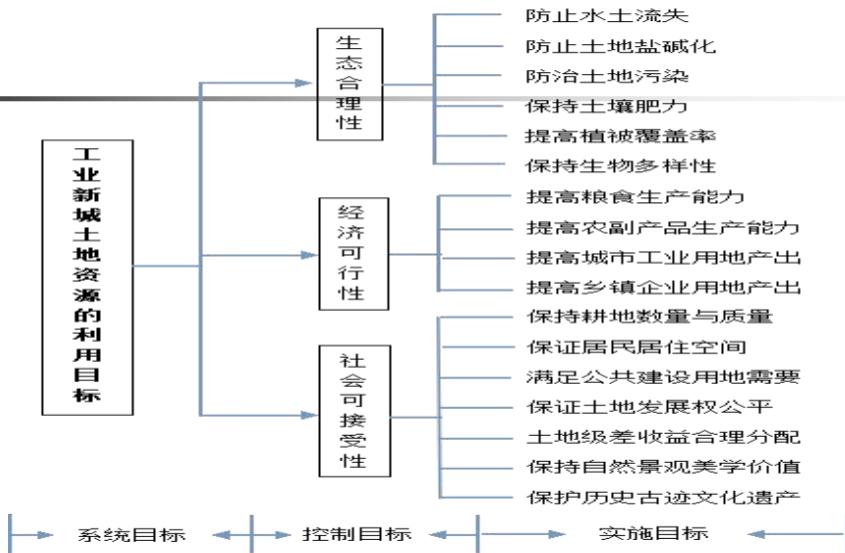 工业新城土地资源的利用目标
生态合理性
防止水土流失
防止土地盐碱化
防治土地污染
保持土壤肥力
提高植被覆盖率
保持生物多样性
经济可行性
提高粮食生产能力
提高农副产品生产能力
提高城市工业用地产出
提高乡镇企业用地产出
社会可接受性
保持耕地数量与质量
保证居民居住空间
满足公共建设用地需要
保证土地发展权公平
土地级差收益合理分配
保持自然景观美学价值
保护历史古迹文化遗产
系统目标
控制目标
实施目标